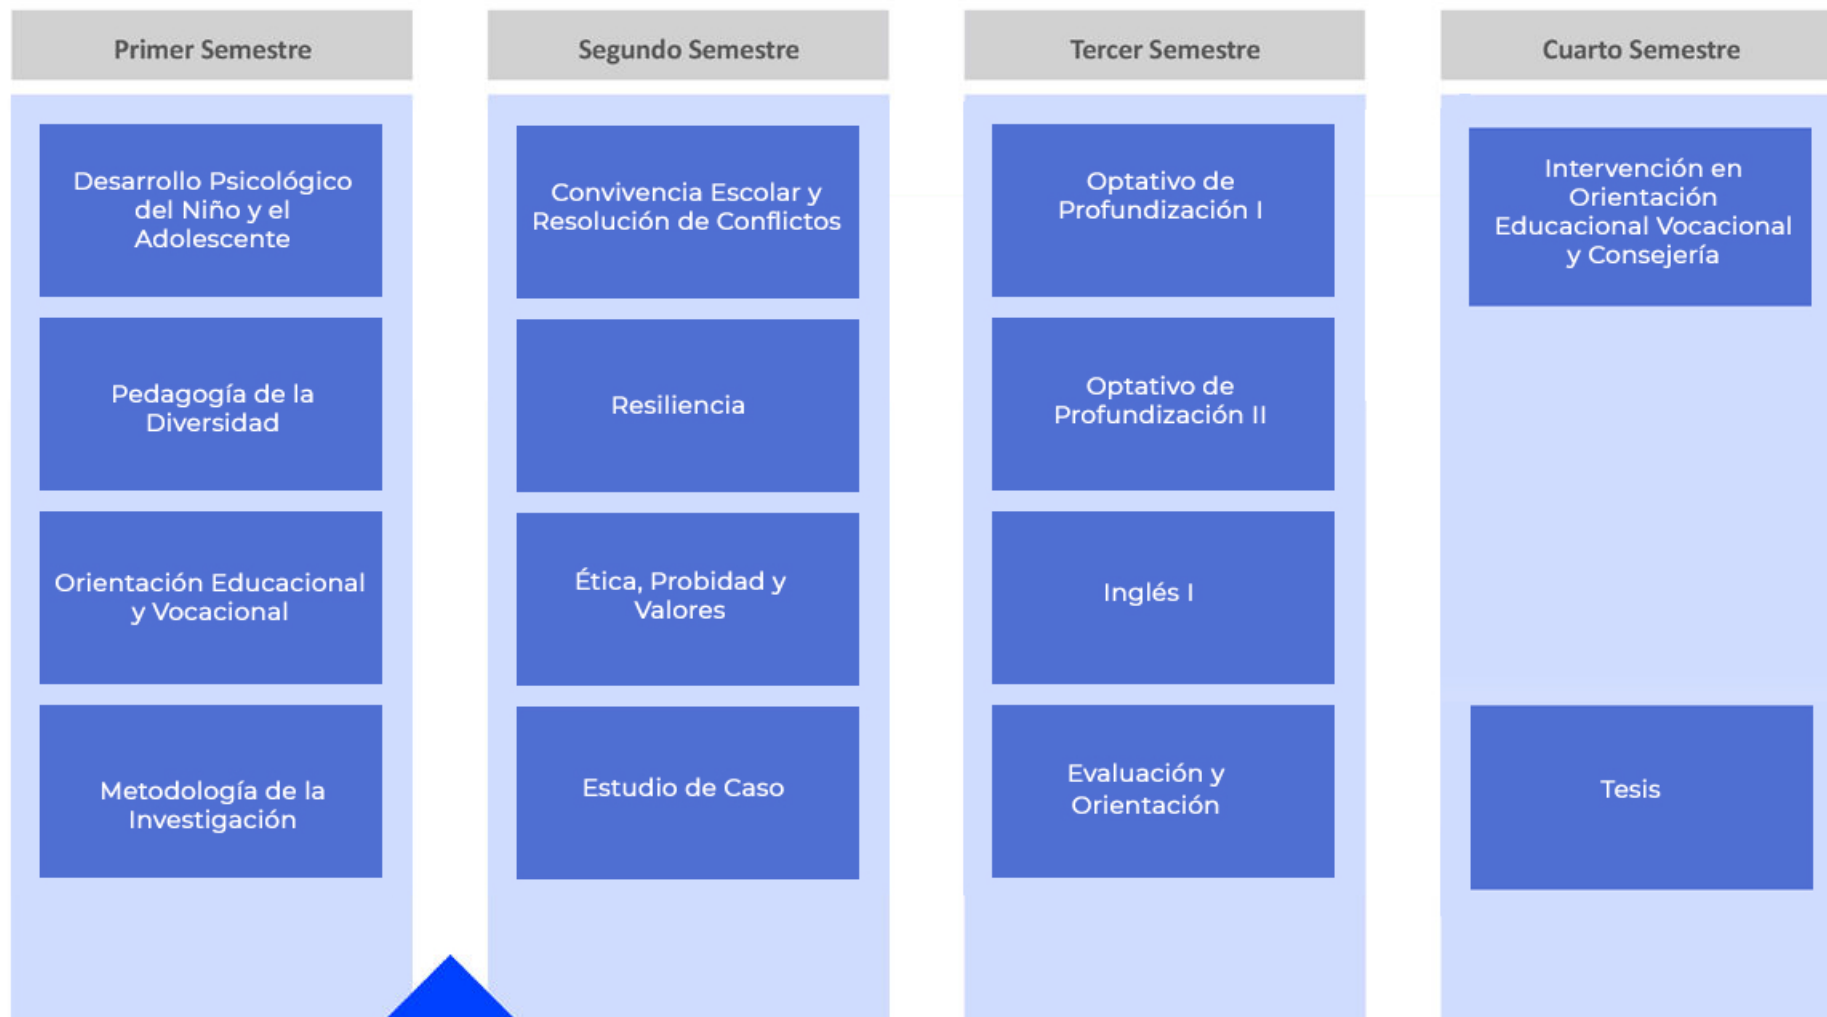 Primer Semestre
Desarrollo Psicológico
del Niño y el
Adolescente
Pedagogía de la
Diversidad
Orientación Educacional
y Vocacional
Metodología de la
Investigación
Segundo Semestre
Convivencia Escolar y
Resolución de Conflictos
Resiliencia
Ética, Probidad y
Valores
Estudio de Caso
Tercer Semestre
Optativo de
Profundización I
Optativo de
Profundización II
Inglés I
Evaluación y
Orientación
Cuarto Semestre
Intervención en
Orientación
Educacional Vocacional
y Consejería
Tesis